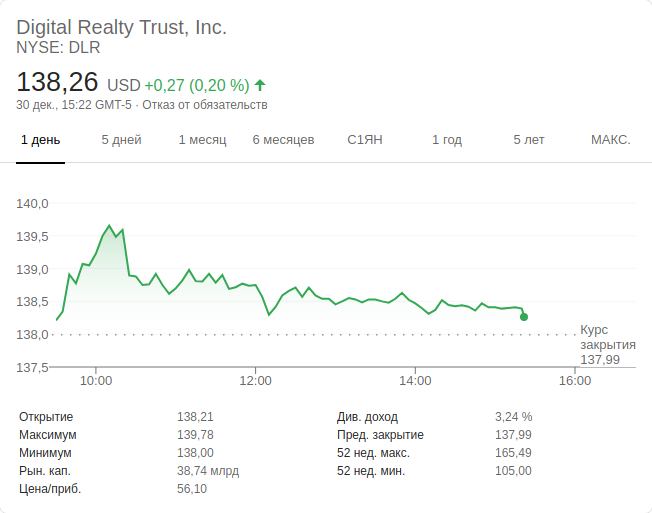 Digital Realty Trust, Inc.
NYSE: DLR
138,26 USD +0,27 (0,20 %)
30 дек., 15:22 GMT-5 · Отказ от обязательств
1 день 5 дней 1 месяц 6 месяцев С1ЯН 1 год 5 лет МАКС.
140,0
139,5
139,0
138,5
138,0
137,5
Курс
закрытия
137,99
10:00 12:00 14:00 16:00
Открытие 138,21 Див. доход 3,24 %
Максимум 139,78 Пред. закрытие 137,99
Минимум 138,00 52 нед. макс. 165,49
Рын. кап. 38,74 млрд 52 нед. мин. 105,00
Цена/приб. 56,10